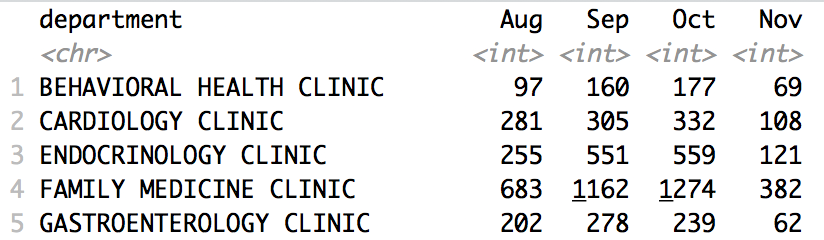 department Aug Sep Oct Nov
<chr> <int> <int> <int> <int>
1 BEHAVIORAL HEALTH CLINIC 97 160 177 69
2 CARDIOLOGY CLINIC 281 305 332 108
3 ENDOCRINOLOGY CLINIC 255 551 559 121
4 FAMILY MEDICINE CLINIC 683 1162 1274 382
5 GASTROENTEROLOGY CLINIC 202 278 239 62